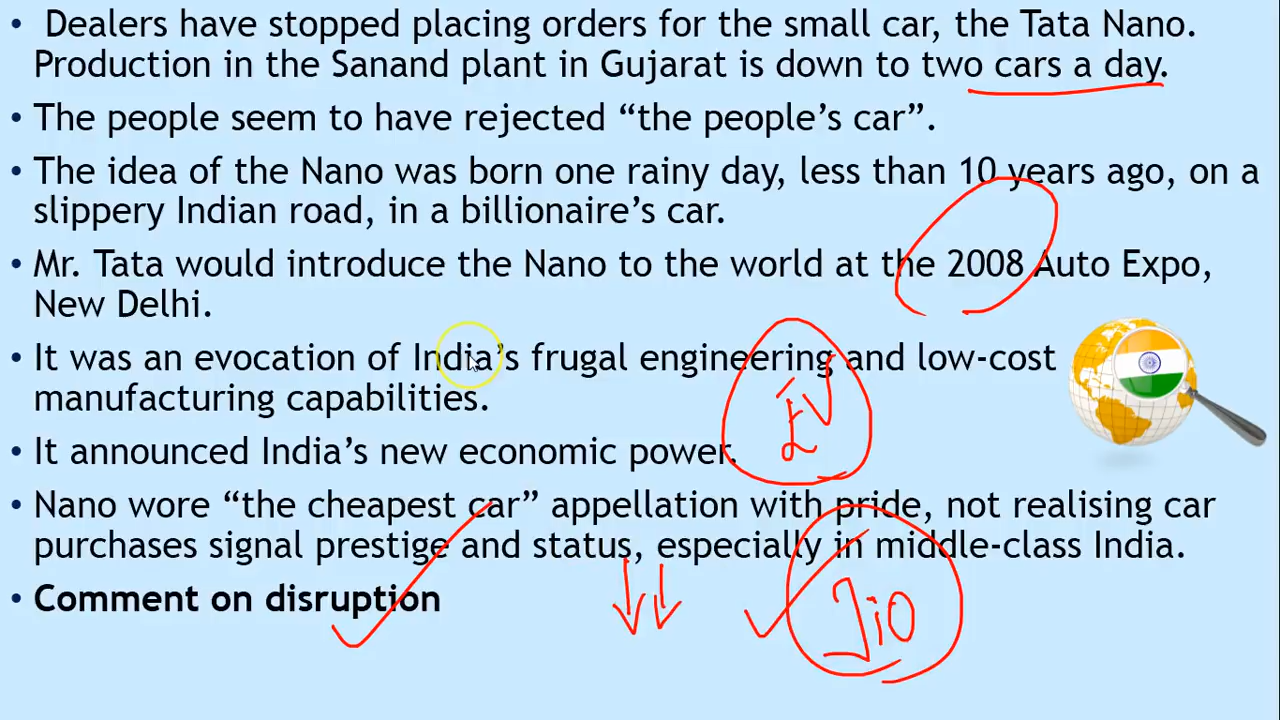 • Dealers have stopped placing orders for the small car, the Tata Nano.
Production in the Sanand plant in Gujarat is down to two cars a day.
• The people seem to have rejected “the people’s car”.
• The idea of the Nano was born one rainy day, less than 10 years ago, on a
slippery Indian road, in a billionaire’s car.
• Mr. Tata would introduce the Nano to the world at the 2008 Auto Expo,
New Delhi.
• It was an evocation of India’s frugal engineering and low-cost
manufacturing capabilities.
EV
• It announced India’s new economic power.
• Nano wore “the cheapest car” appellation with pride, not realising car
purchases signal prestige and status, especially in middle-class India.
• Comment on disruption
Jio